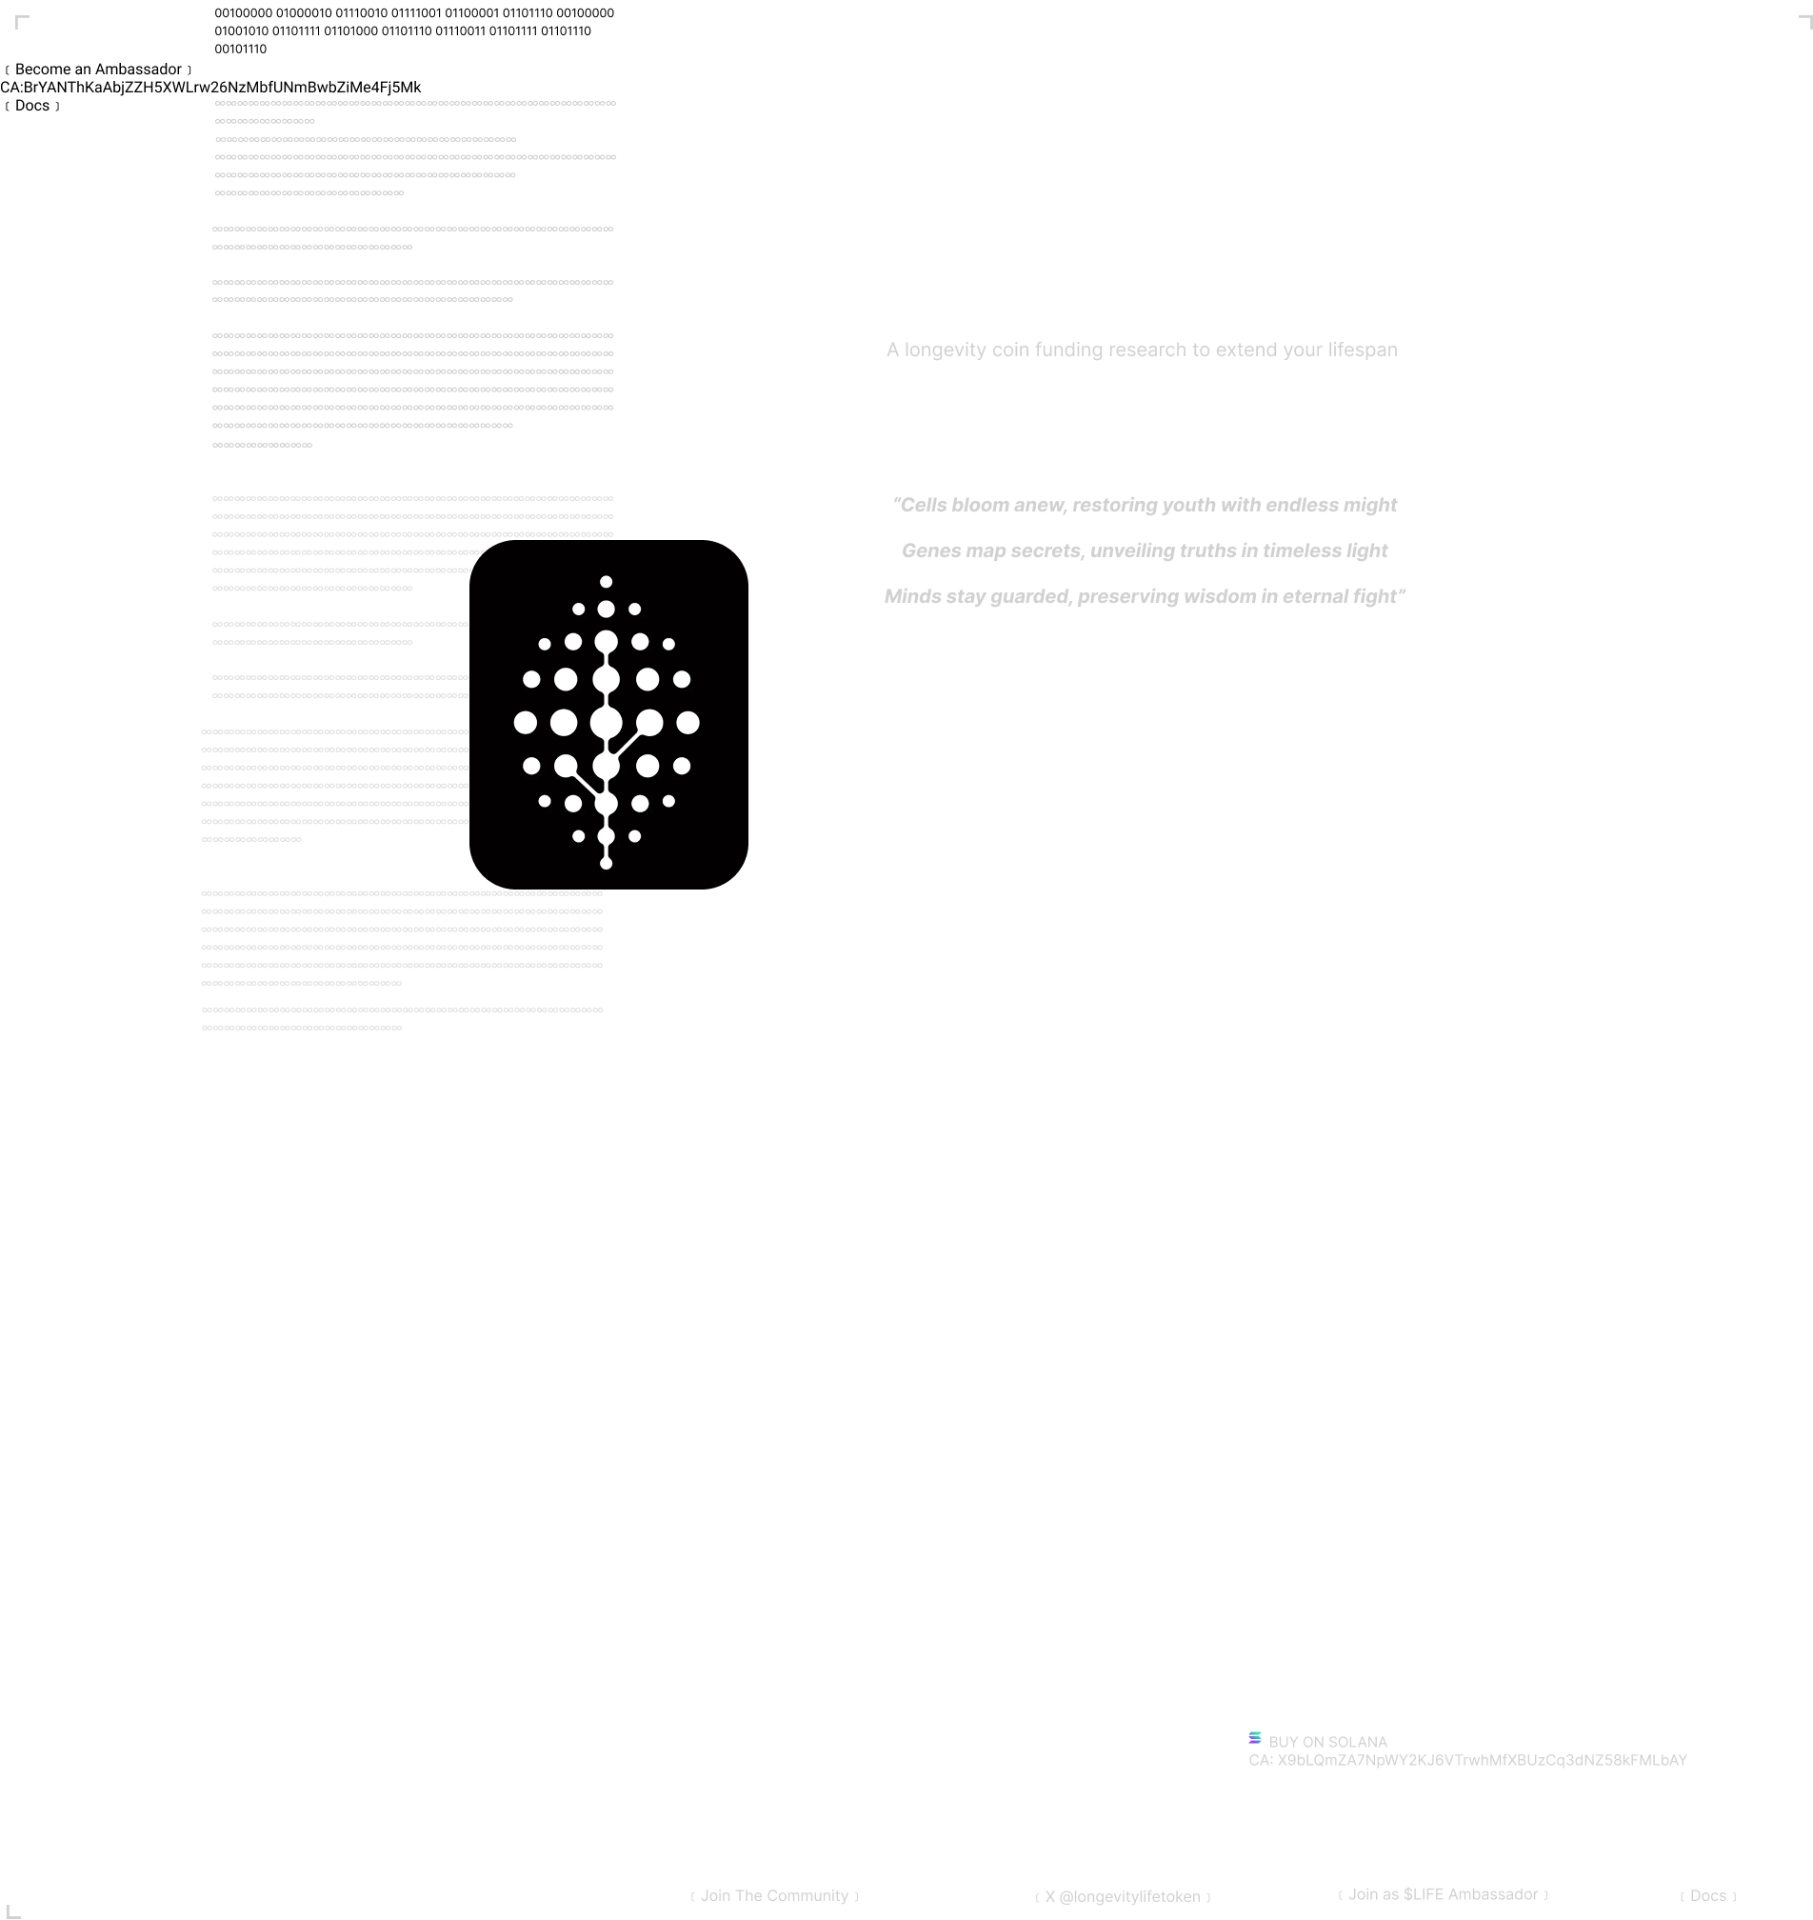 00100000 01000010 01110010 01111001 01100001 01101110 00100000
01001010 01101111 01101000 01101110 01110011 01101111 01101110
00101110
﹝Become an Ambassador﹞
CA:BrYANThKaAbjZZH5XWLrw26NzMbfUNmBwbZiMe4Fj5Mk
﹝Docs﹞
A longevity coin funding research to extend your lifespan
“Cells bloom anew, restoring youth with endless might
Genes map secrets, unveiling truths in timeless light
Minds stay guarded, preserving wisdom in eternal fight”
BUY ON SOLANA
CA: X9bLQmZA7NpWY2KJ6VTrwhMfXBUzCq3dNZ58kFMLbAY
﹝Join The Community﹞
﹝X @longevitylifetoken﹞
﹝Join as $LIFE Ambassador﹞
﹝Docs﹞